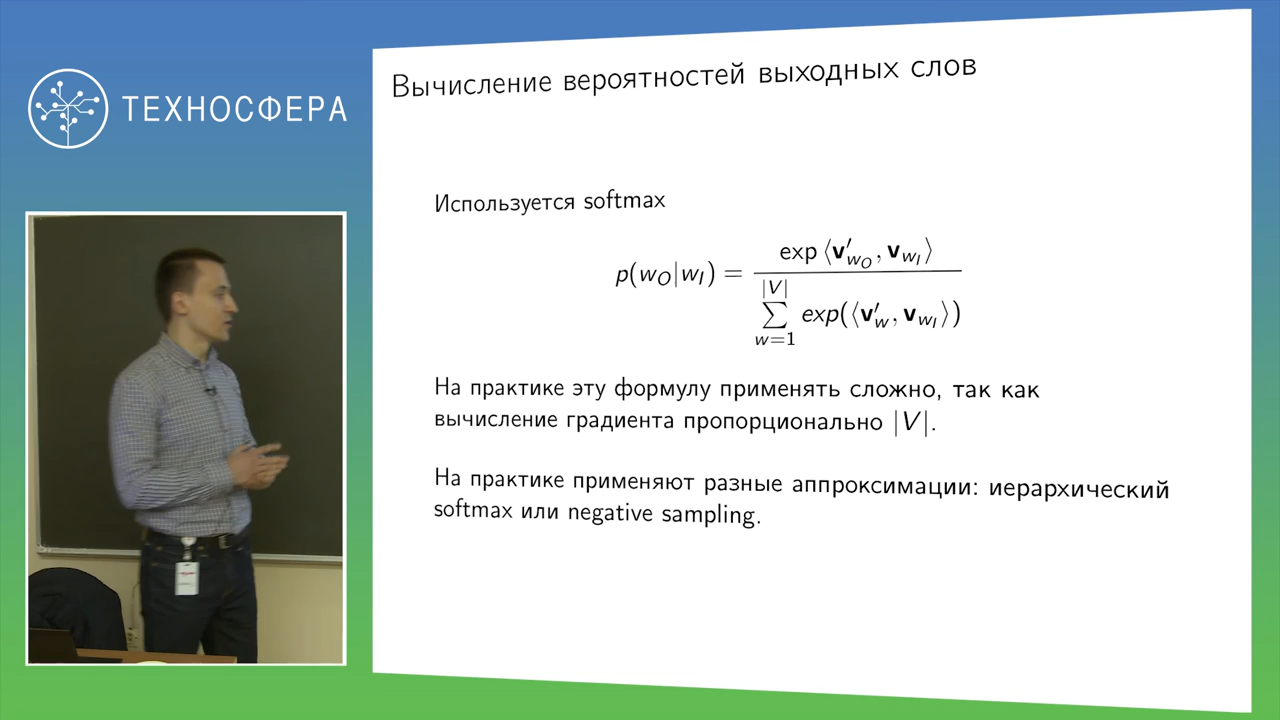 ТЕХНОСФЕРА
Вычисление вероятностей выходных слов
Используется softmax
p(w_O|w_I) = \frac{exp ⟨v'_{w_O}, v_{w_I}⟩}{\sum_{w=1}^{|V|} exp(⟨v'_w, v_{w_I}⟩)}
На практике эту формулу применять сложно, так как
вычисление градиента пропорционально |V|.
На практике применяют разные аппроксимации: иерархический
softmax или negative sampling.